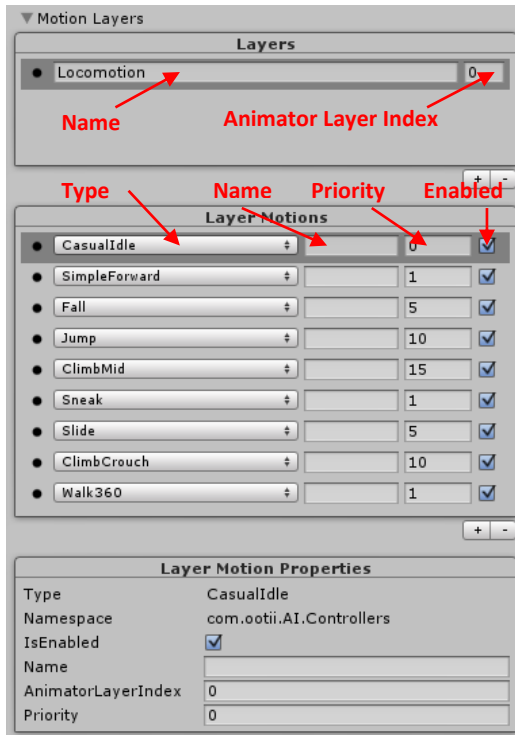 Motion Layers
Layers
Locomotion 0
Name Animator Layer Index
+ -
Type Name Priority Enabled
Layer Motions
CasualIdle 0
SimpleForward 1
Fall 5
Jump 10
ClimbMid 15
Sneak 1
Slide 5
ClimbCrouch 10
Walk360 1
+ -
Layer Motion Properties
Type CasualIdle
Namespace com.ootii.AI.Controllers
IsEnabled
Name
AnimatorLayerIndex 0
Priority 0